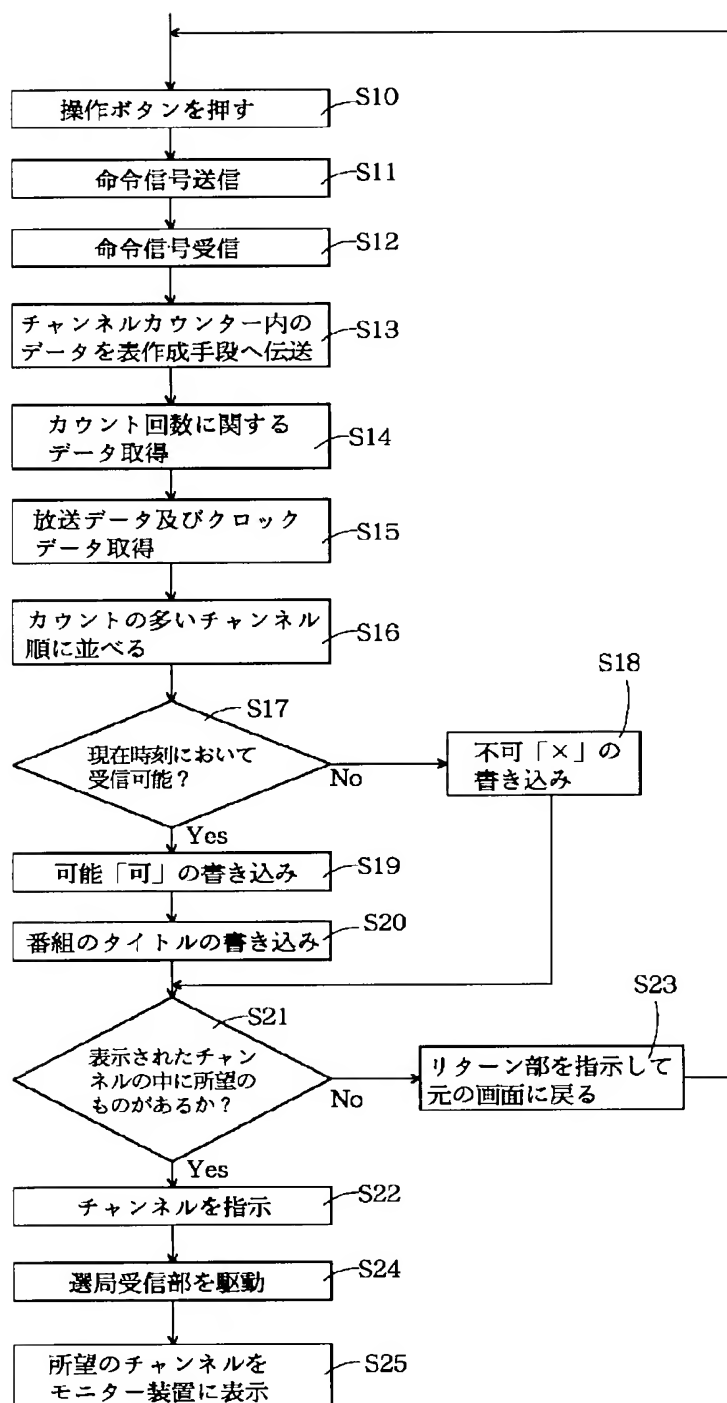 操作ボタンを押す
S10
命令信号送信
S11
命令信号受信
S12
チャンネルカウンター内の
データを表作成手段へ伝送
S13
カウント回数に関する
データ取得
S14
放送データ及びクロック
データ取得
S15
カウントの多いチャンネル
順に並べる
S16
S17
現在時刻において
受信可能？
No
Yes
S18
不可「×」の
書き込み
可能「可」の書き込み
S19
番組のタイトルの書き込み
S20
S21
表示されたチャン
ネルの中に所望の
ものがあるか？
No
Yes
S23
リターン部を指示して
元の画面に戻る
チャンネルを指示
S22
選局受信部を駆動
S24
所望のチャンネルを
モニター装置に表示
S25